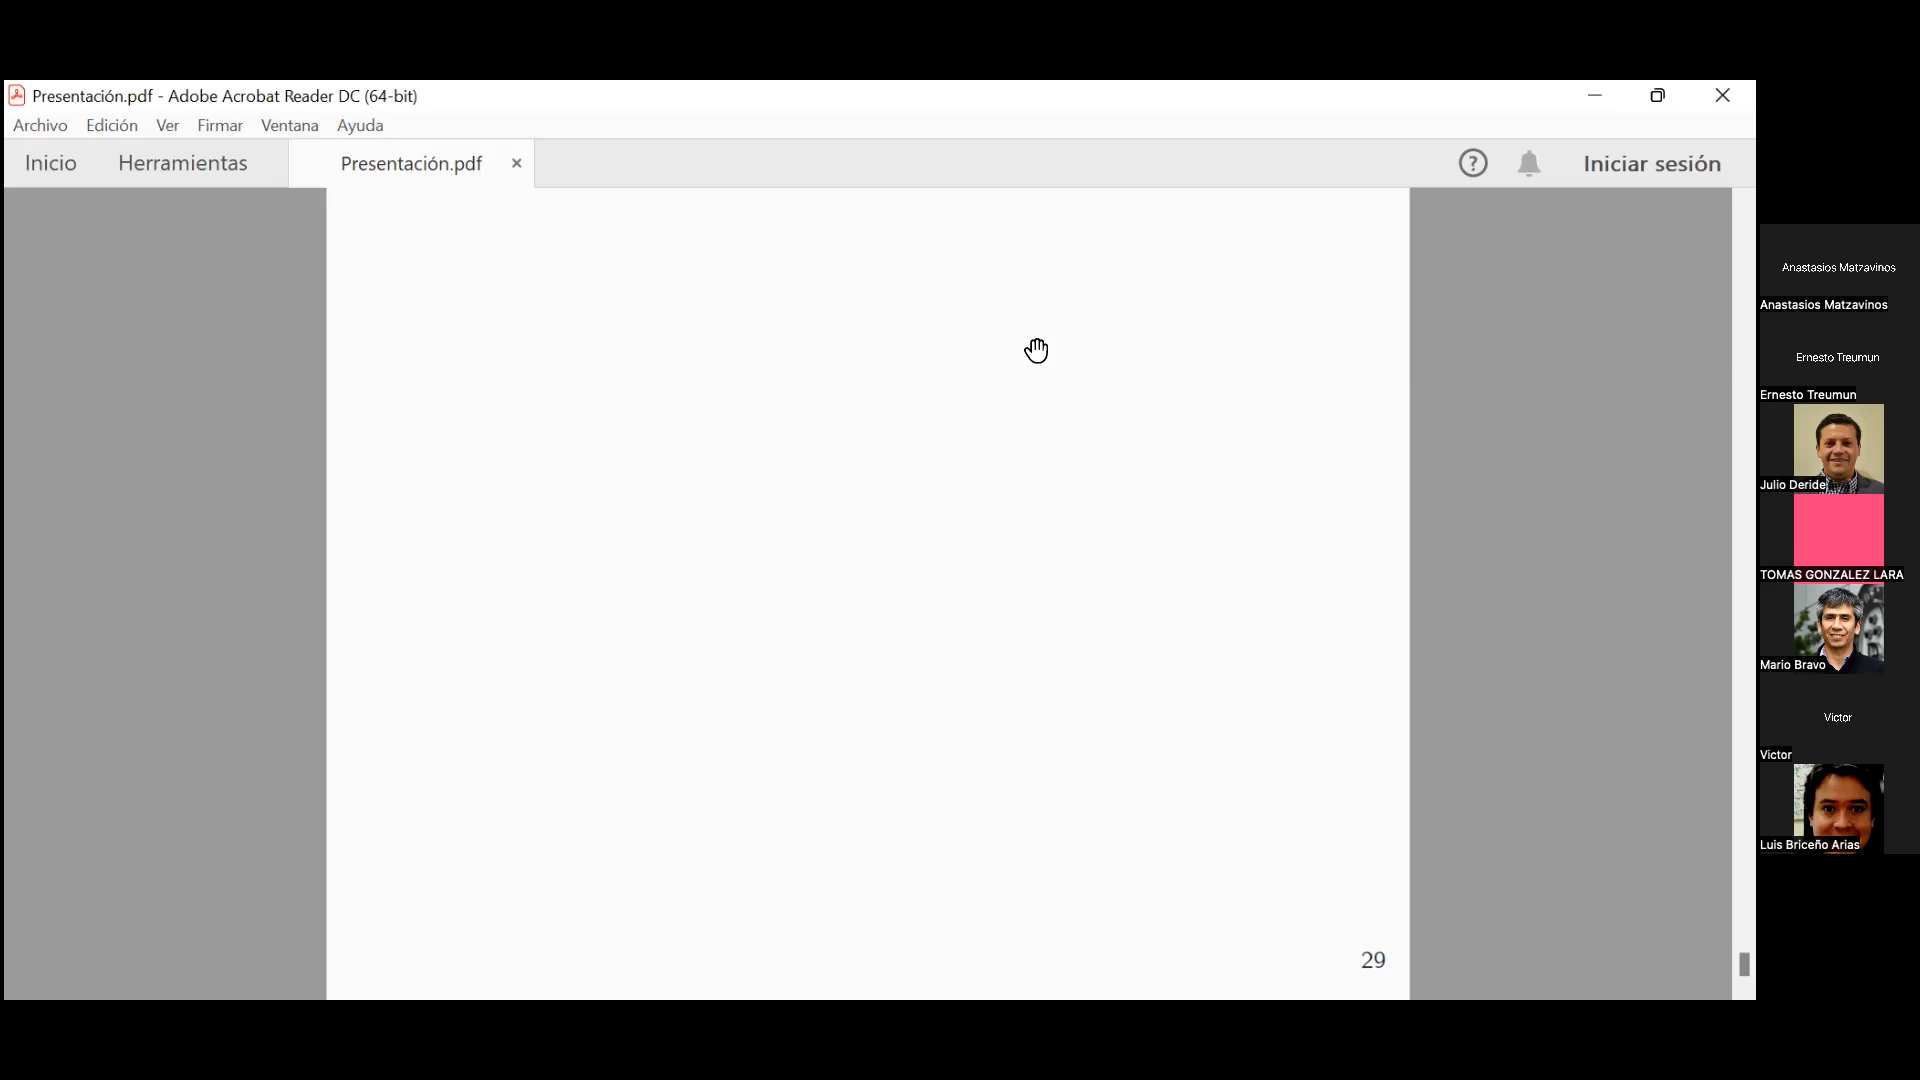 Presentación.pdf - Adobe Acrobat Reader DC (64-bit)
Archivo Edición Ver Firmar Ventana Ayuda
Inicio Herramientas Presentación.pdf Iniciar sesión
29
Anastasios Matzavinos
Anastasios Matzavinos
Ernesto Treumun
Ernesto Treumun
Julio Deride
TOMAS GONZALEZ LARA
Mario Bravo
Victor
Victor
Luis Briceño Arias